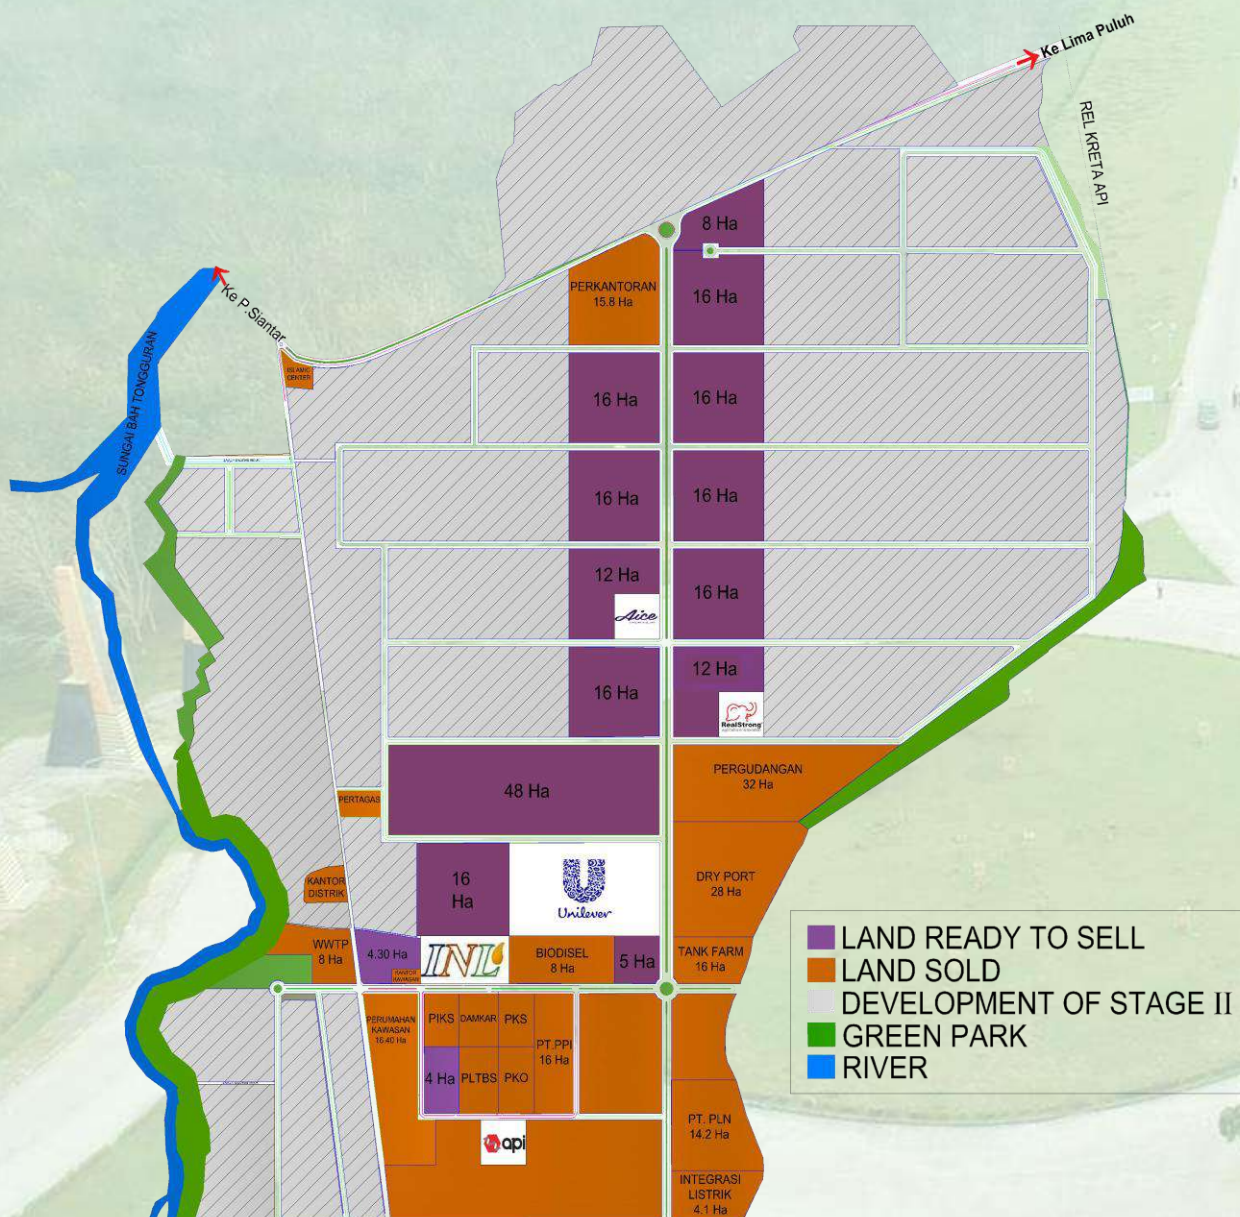 Ke Lima Puluh
REL KRETA API
8 Ha
PERKANTORAN
15.8 Ha
16 Ha
Ke P.Siantar
SUNGAI BAH TONGGURAN
ISLAMIC
CENTER
16 Ha
16 Ha
16 Ha
16 Ha
12 Ha
Aice
16 Ha
16 Ha
12 Ha
RealStrong
48 Ha
PERGUDANGAN
32 Ha
PERTAGAS
16
Ha
Unilever
DRY PORT
28 Ha
KANTOR
DISTRIK
WWTP
8 Ha
4.30 Ha
KANTOR
KAWASAN
INL
BIODISEL
8 Ha
5 Ha
TANK FARM
16 Ha
PERUMAHAN
KAWASAN
16.40 Ha
PIKS
DAMKAR
PKS
PT.PPI
16 Ha
4 Ha
PLTBS
PKO
api
PT. PLN
14.2 Ha
INTEGRASI
LISTRIK
4.1 Ha
LAND READY TO SELL
LAND SOLD
DEVELOPMENT OF STAGE II
GREEN PARK
RIVER